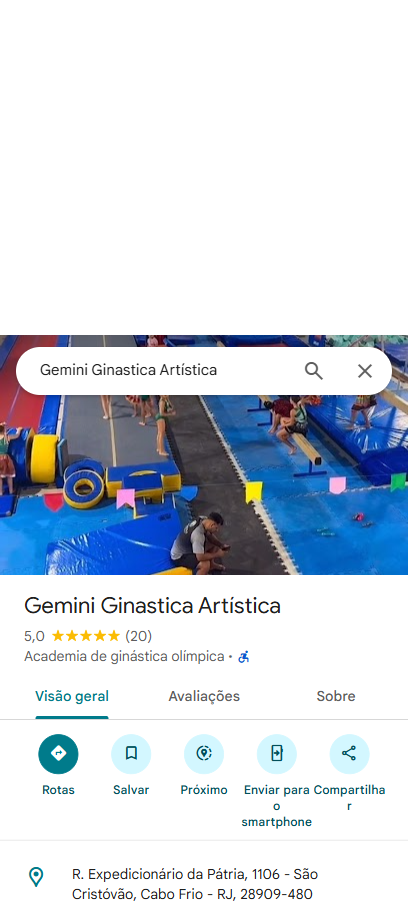 Gemini Ginastica Artística
Gemini Ginastica Artística
5,0 (20)
Academia de ginástica olímpica ·
Visão geral Avaliações Sobre
Rotas Salvar Próximo Enviar para o smartphone Compartilhar
R. Expedicionário da Pátria, 1106 - São
Cristóvão, Cabo Frio - RJ, 28909-480